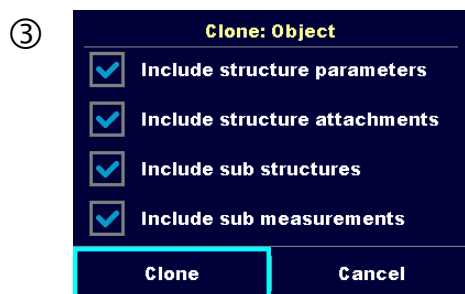 ③
Clone: Object
Include structure parameters
Include structure attachments
Include sub structures
Include sub measurements
Clone Cancel